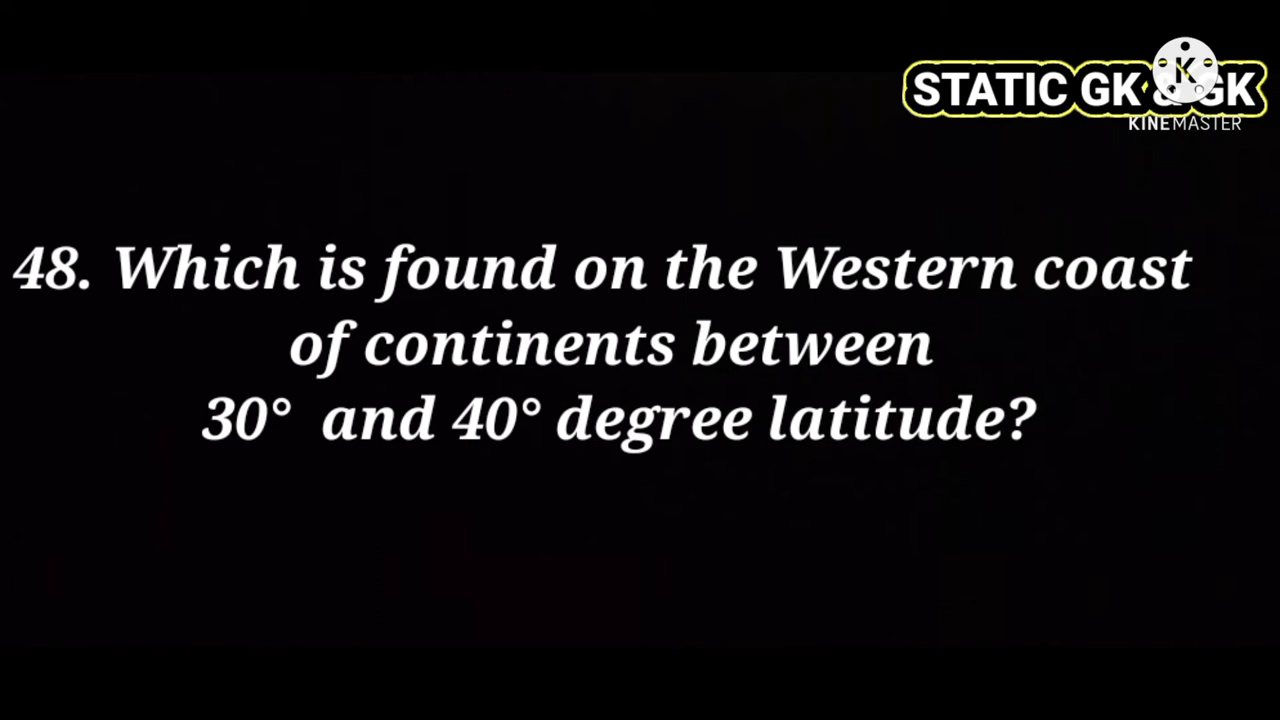 STATIC GK & GK
K
KINEMASTER
48. Which is found on the Western coast
of continents between
30° and 40° degree latitude?